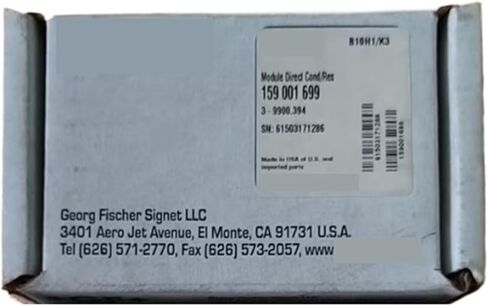 B10H1/K3
Module Direct Cond/Res
159 001 699
3-9900.394
SN: 61503171286
Made in USA of U.S. and
imported parts
61503171286
159001699
Georg Fischer Signet LLC
3401 Aero Jet Avenue, El Monte, CA 91731 U.S.A.
Tel (626) 571-2770, Fax (626) 573-2057, www